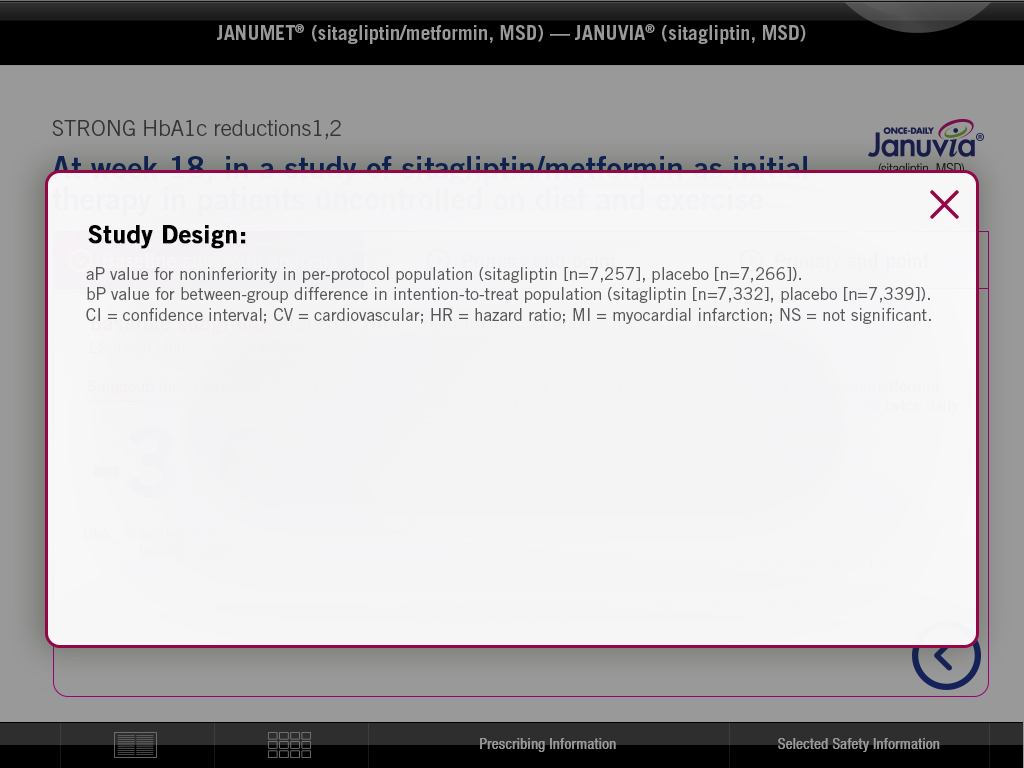 JANUMET® (sitagliptin/metformin, MSD) — JANUVIA® (sitagliptin, MSD)
STRONG HbA1c reductions1,2
ONCE-DAILY
Januvia®
(sitagliptin, MSD)
At week 18, in a study of sitagliptin/metformin as initial
therapy in patients uncontrolled on diet and exercise
Study Design:
aP value for noninferiority in per-protocol population (sitagliptin [n=7,257], placebo [n=7,266]).
bP value for between-group difference in intention-to-treat population (sitagliptin [n=7,332], placebo [n=7,339]).
CI = confidence interval; CV = cardiovascular; HR = hazard ratio; MI = myocardial infarction; NS = not significant.
Prescribing Information
Selected Safety Information